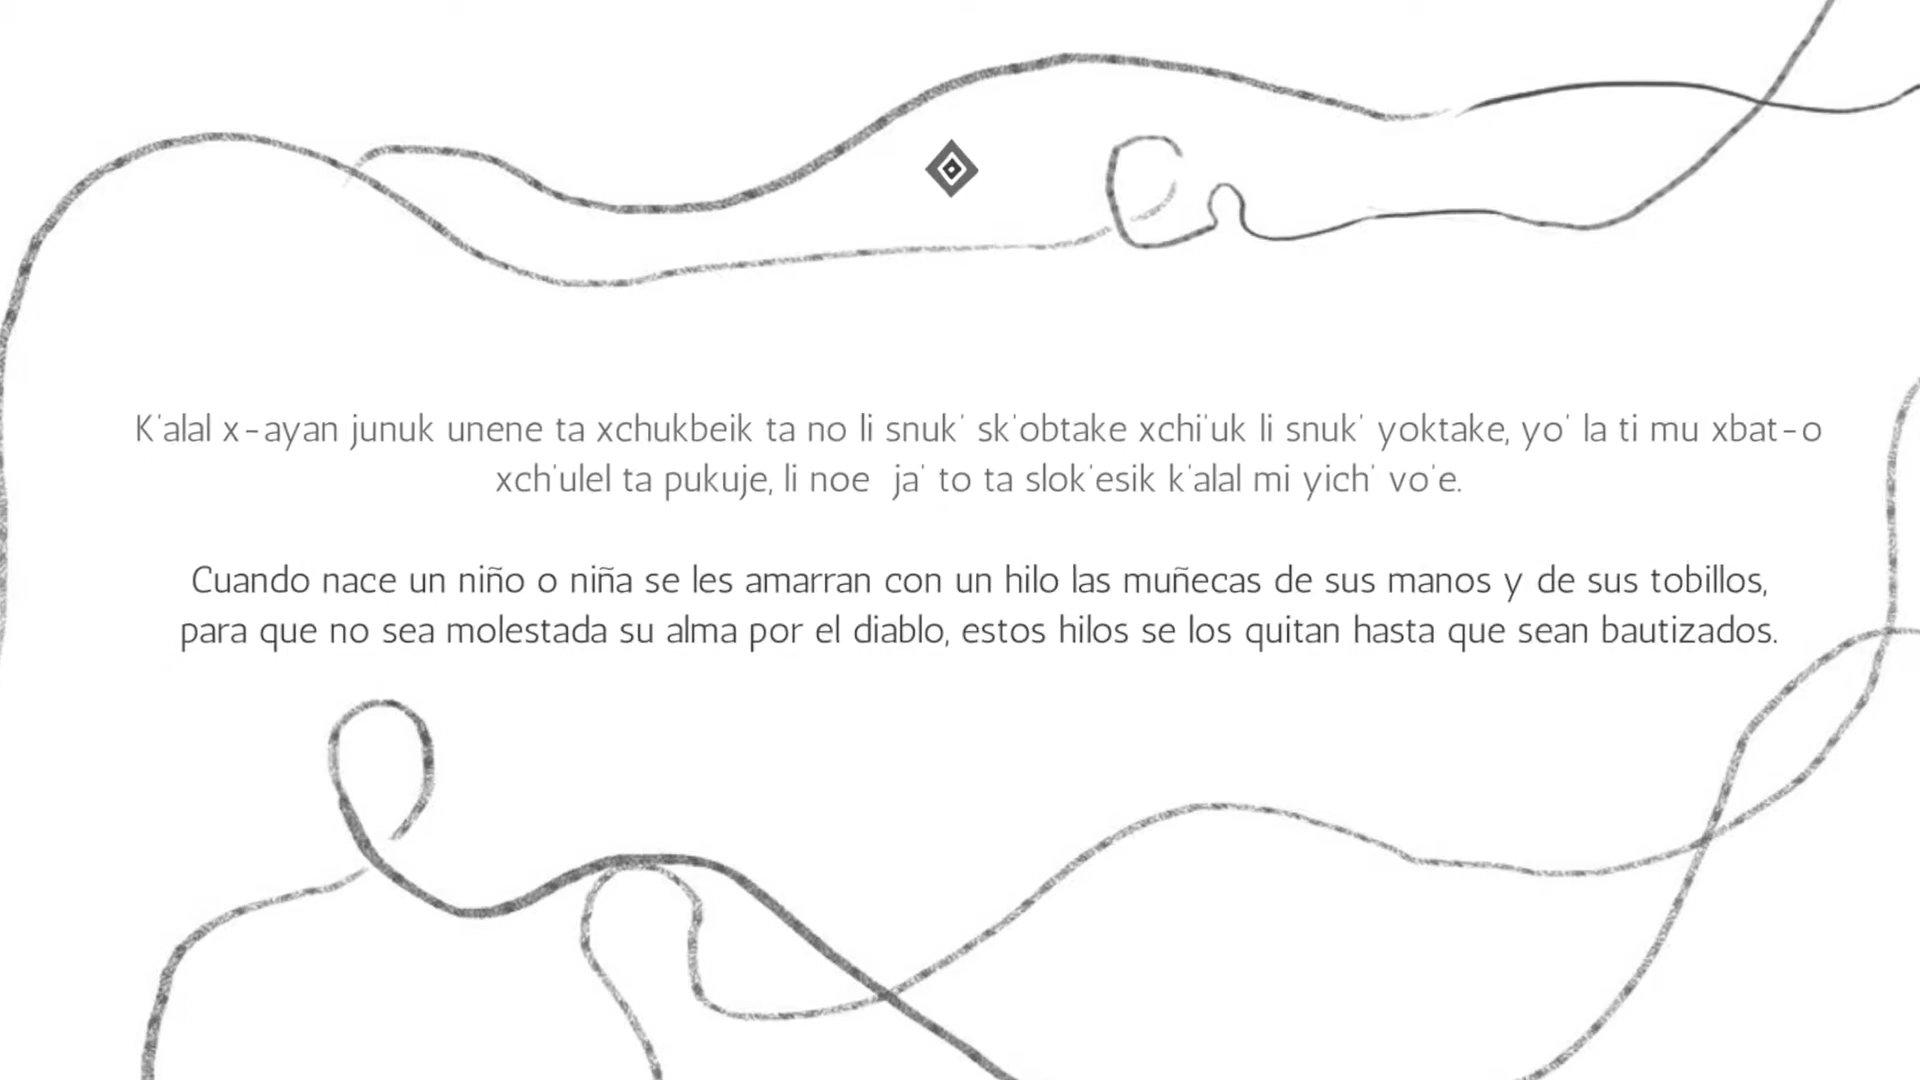 K'alal x-ayan junuk unene ta xchukbeik ta no li snuk' sk'obtake xchi'uk li snuk' yoktake, yo' la ti mu xbat-o
xch'ulel ta pukuje, li noe ja' to ta slok'esik k'alal mi yich' vo'e.
Cuando nace un niño o niña se les amarran con un hilo las muñecas de sus manos y de sus tobillos,
para que no sea molestada su alma por el diablo, estos hilos se los quitan hasta que sean bautizados.